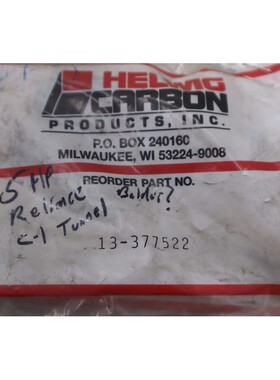 HELWIG
CARBON
PRODUCTS, INC.
P.O. BOX 240160
MILWAUKEE, WI 53224-9008
REORDER PART NO.
5 HP
Reliance Baldor?
C-1 Tunnel
13-377522